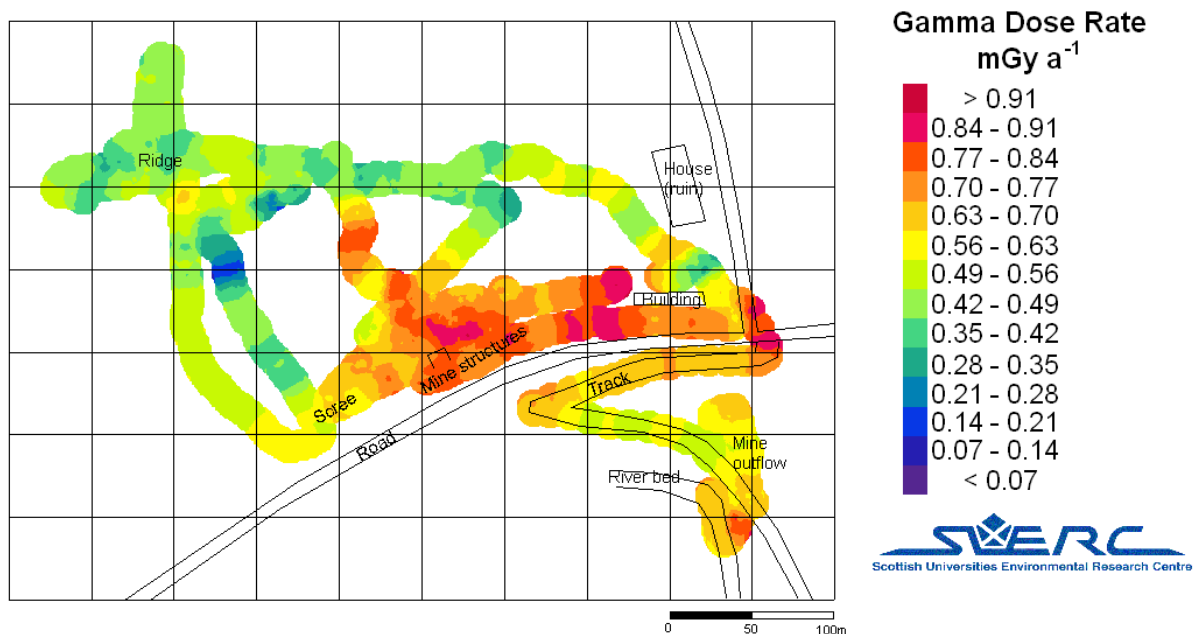 Gamma Dose Rate
mGy a⁻¹
> 0.91
0.84 - 0.91
0.77 - 0.84
0.70 - 0.77
0.63 - 0.70
0.56 - 0.63
0.49 - 0.56
0.42 - 0.49
0.35 - 0.42
0.28 - 0.35
0.21 - 0.28
0.14 - 0.21
0.07 - 0.14
< 0.07
Ridge
House
(ruin)
Building
Mine structures
Scree
Track
Road
Mine
outflow
River bed
SUERC
Scottish Universities Environmental Research Centre
0 50 100m